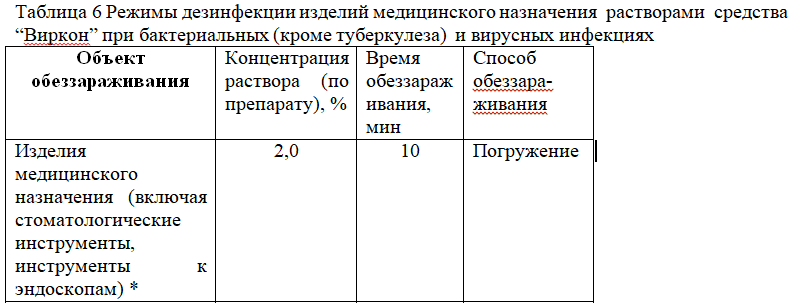 Таблица 6 Режимы дезинфекции изделий медицинского назначения растворами средства
“Виркон” при бактериальных (кроме туберкулеза) и вирусных инфекциях
Объект
обеззараживания
Концентрация
раствора (по
препарату), %
Время
обеззараж
ивания,
мин
Способ
обеззара-
живания
Изделия
медицинского
назначения (включая
стоматологические
инструменты,
инструменты к
эндоскопам) *
2,0
10
Погружение